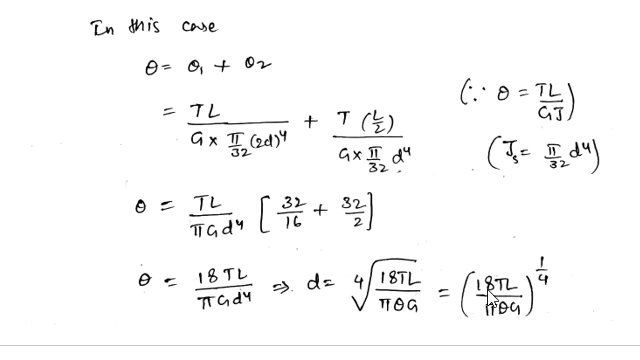 In this case
θ = θ₁ + θ₂
= TL / (G × π/32 (2d)⁴) + T (L/2) / (G × π/32 d⁴) (∵ θ = TL/GJ)
(Jₛ = π/32 d⁴)
θ = TL/πGd⁴ [32/16 + 32/2]
θ = 18TL/πGd⁴ ⇒ d = ⁴√(18TL/πθG) = (18TL/πθG)^(1/4)